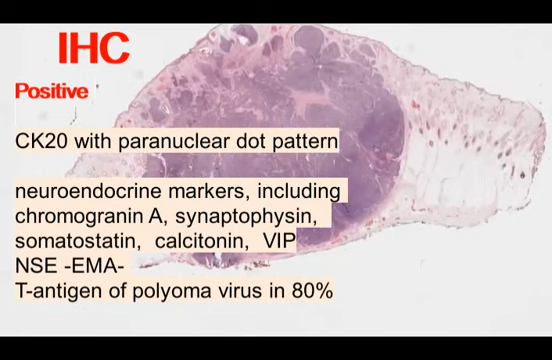 IHC
Positive
CK20 with paranuclear dot pattern
neuroendocrine markers, including
chromogranin A, synaptophysin,
somatostatin, calcitonin, VIP
NSE -EMA-
T-antigen of polyoma virus in 80%